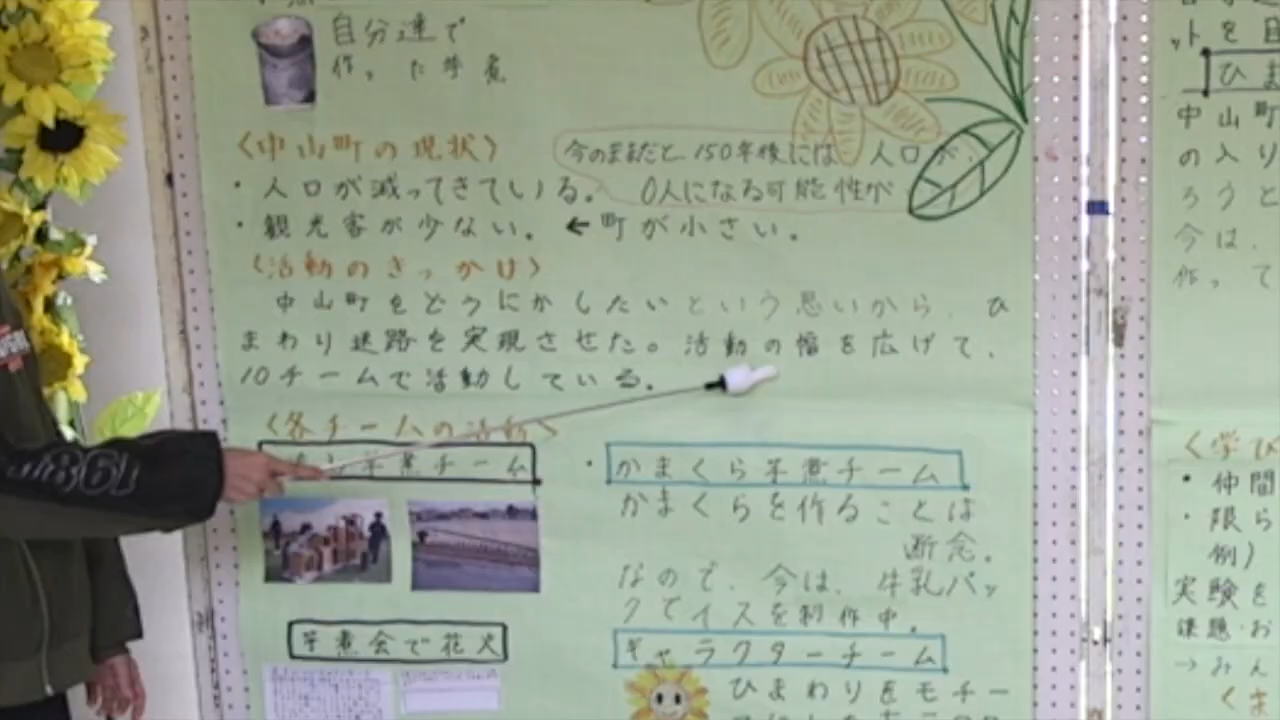 自分達で
作った芋煮
〈中山町の現状〉
今のままだと150年後には 人口が、
・人口が減ってきている。
0人になる可能性が
・観光客が少ない。 ←町が小さい。
〈活動のきっかけ〉
中山町をどうにかしたいという思いから、ひ
まわり迷路を実現させた。活動の幅を広げて、
10チームで活動している。
〈各チームの活動〉
芋煮チーム
・かまくら芋煮チーム
かまくらを作ることは
断念。
なので、今は、牛乳パッ
クでイスを制作中。
芋煮会で花火
キャラクターチーム
ひまわりをモチー
ット を
ひま
中山町
の入り
ろうと
今は、
作って
〈学び
・仲間
・限ら
例)
実験を
課題・お
→みん
〈ま
1986